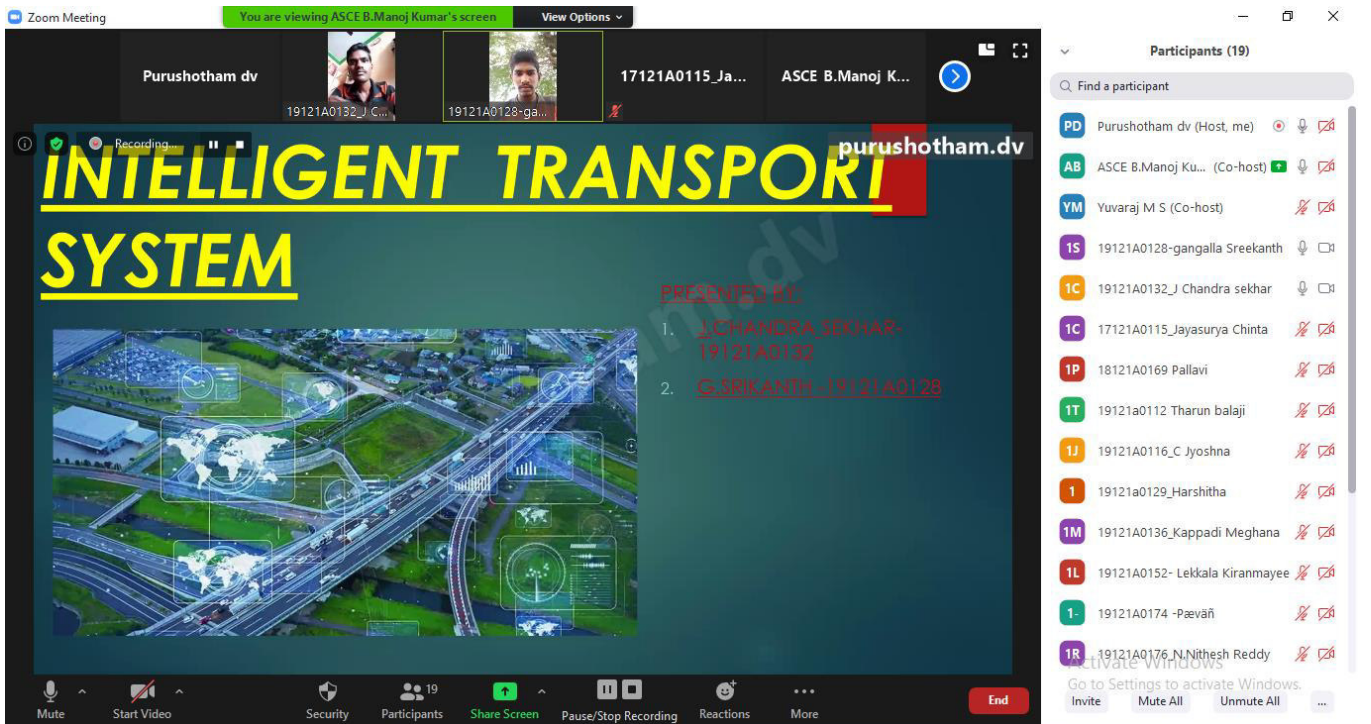 Zoom Meeting
You are viewing ASCE B.Manoj Kumar's screen
View Options
Purushotham dv
19121A0132_J C...
19121A0128-ga...
17121A0115_Ja...
ASCE B.Manoj K...
Recording...
purushotham.dv
INTELLIGENT TRANSPORT
SYSTEM
PRESENTED BY:
1. J.CHANDRA SEKHAR-
19121A0132
2. G.SRIKANTH -19121A0128
Mute
Start Video
Security
19
Participants
Share Screen
Pause/Stop Recording
Reactions
More
End
Participants (19)
Find a participant
PD Purushotham dv (Host, me)
AB ASCE B.Manoj Ku... (Co-host)
YM Yuvaraj M S (Co-host)
1S 19121A0128-gangalla Sreekanth
1C 19121A0132_J Chandra sekhar
1C 17121A0115_Jayasurya Chinta
1P 18121A0169 Pallavi
1T 19121a0112 Tharun balaji
1J 19121A0116_C Jyoshna
1 19121a0129_Harshitha
1M 19121A0136_Kappadi Meghana
1L 19121A0152- Lekkala Kiranmayee
1- 19121A0174 -Pæväñ
1R 19121A0176_N.Nithesh Reddy
Activate Windows
Go to Settings to activate Windows.
Invite
Mute All
Unmute All
...